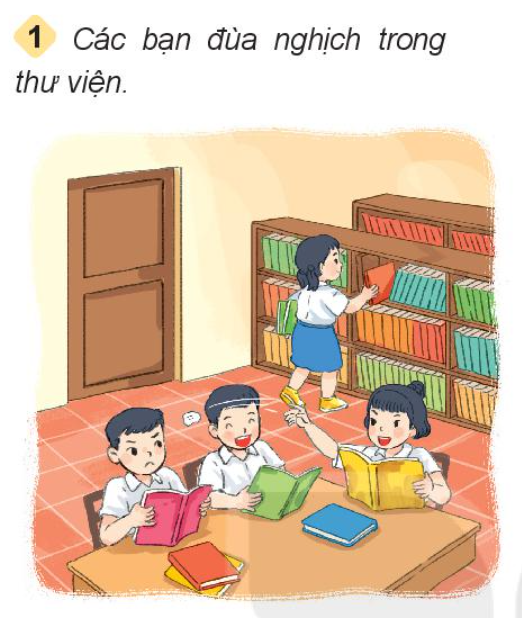 1 Các bạn đùa nghịch trong
thư viện.